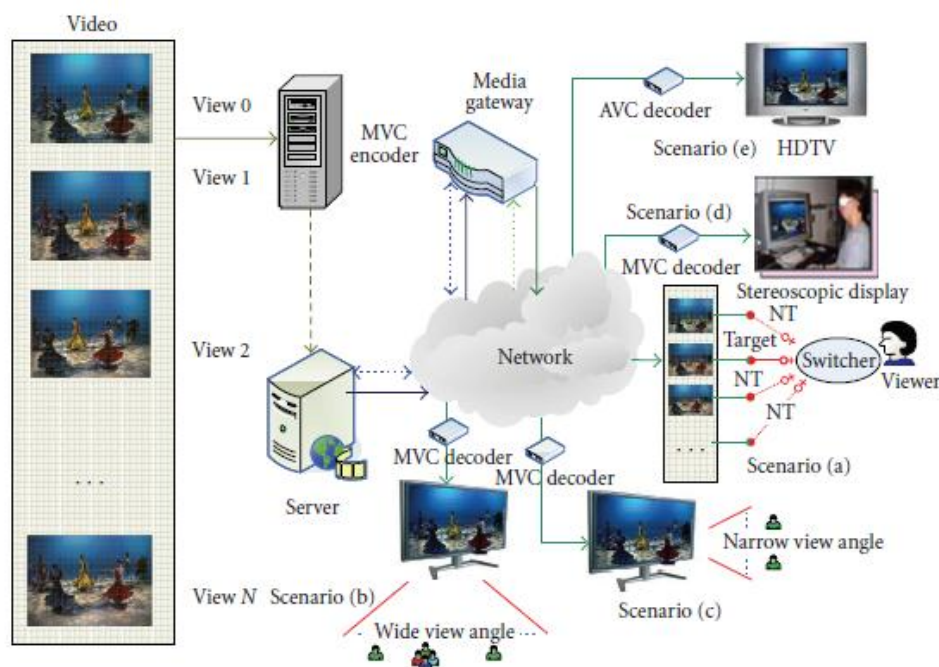 Video
View 0
View 1
View 2
. . .
View N
MVC
encoder
Server
Media
gateway
Network
AVC decoder
Scenario (e)
HDTV
Scenario (d)
MVC decoder
Stereoscopic display
NT
Target
NT
NT
. . .
Switcher
Viewer
Scenario (a)
MVC decoder
MVC decoder
Scenario (b)
Wide view angle
Scenario (c)
Narrow view angle